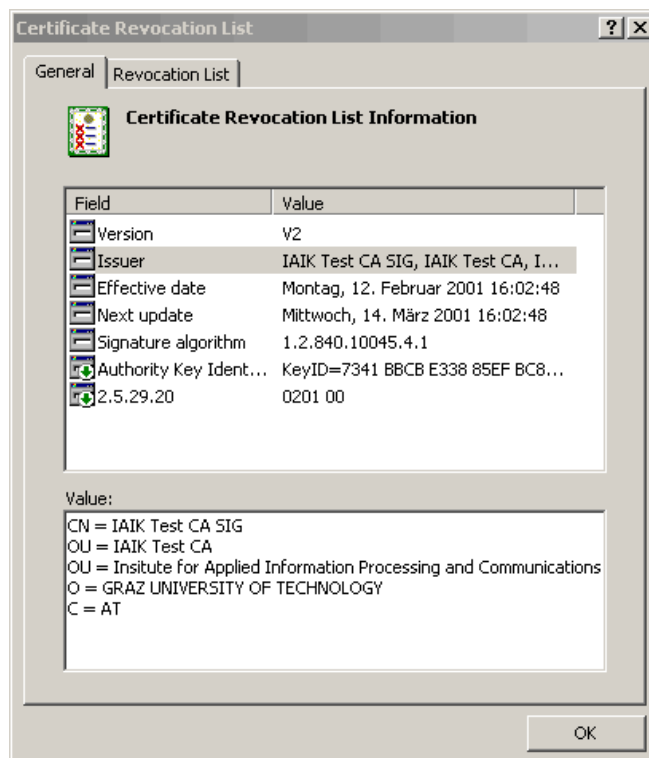 Certificate Revocation List
General Revocation List
Certificate Revocation List Information
Field Value
Version V2
Issuer IAIK Test CA SIG, IAIK Test CA, I...
Effective date Montag, 12. Februar 2001 16:02:48
Next update Mittwoch, 14. März 2001 16:02:48
Signature algorithm 1.2.840.10045.4.1
Authority Key Ident... KeyID=7341 BBCB E338 85EF BC8...
2.5.29.20 0201 00
Value:
CN = IAIK Test CA SIG
OU = IAIK Test CA
OU = Insitute for Applied Information Processing and Communications
O = GRAZ UNIVERSITY OF TECHNOLOGY
C = AT
OK